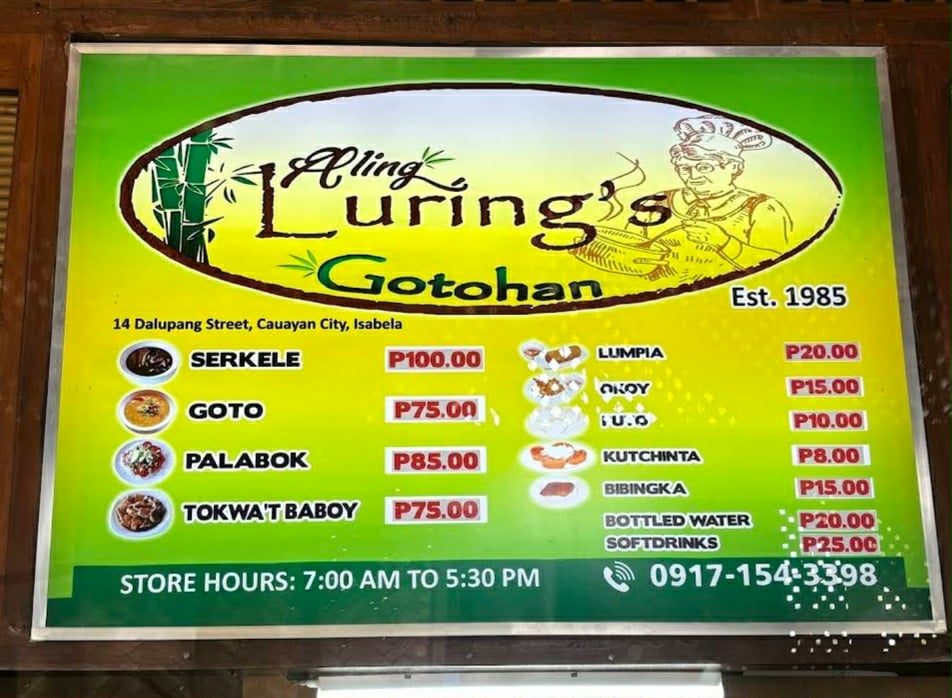 Aling
Luring's
Gotohan
Est. 1985
14 Dalupang Street, Cauayan City, Isabela
SERKELE P100.00
GOTO P75.00
PALABOK P85.00
TOKWA'T BABOY P75.00
LUMPIA P20.00
OKOY P15.00
PUTO P10.00
KUTCHINTA P8.00
BIBINGKA P15.00
BOTTLED WATER P20.00
SOFTDRINKS P25.00
STORE HOURS: 7:00 AM TO 5:30 PM
0917-154-3398